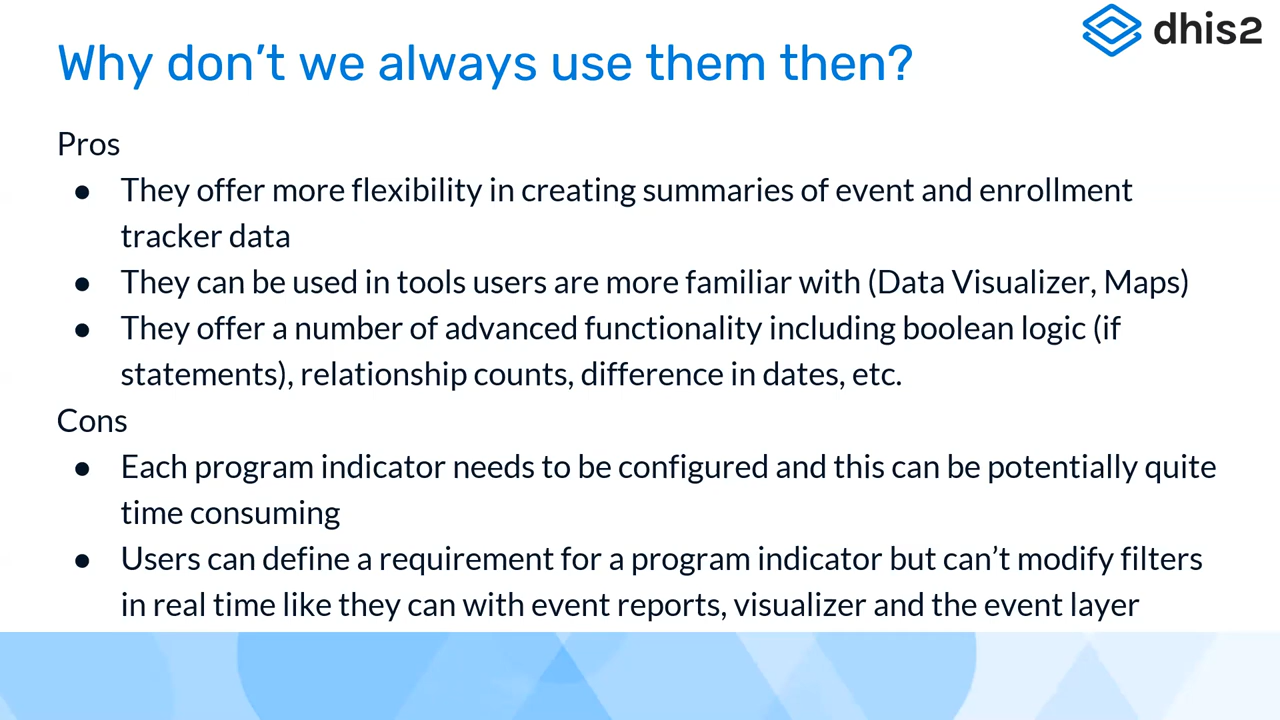 dhis2
Why don’t we always use them then?
Pros
● They offer more flexibility in creating summaries of event and enrollment
tracker data
● They can be used in tools users are more familiar with (Data Visualizer, Maps)
● They offer a number of advanced functionality including boolean logic (if
statements), relationship counts, difference in dates, etc.
Cons
● Each program indicator needs to be configured and this can be potentially quite
time consuming
● Users can define a requirement for a program indicator but can’t modify filters
in real time like they can with event reports, visualizer and the event layer